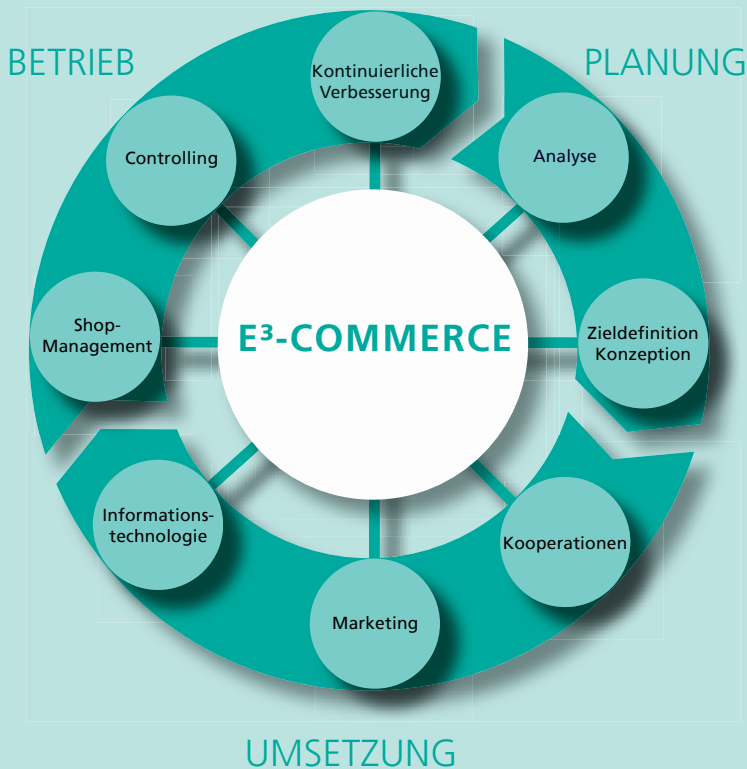 BETRIEB
PLANUNG
Kontinuierliche
Verbesserung
Controlling
Analyse
Shop-
Management
E³-COMMERCE
Zieldefinition
Konzeption
Informations-
technologie
Kooperationen
Marketing
UMSETZUNG